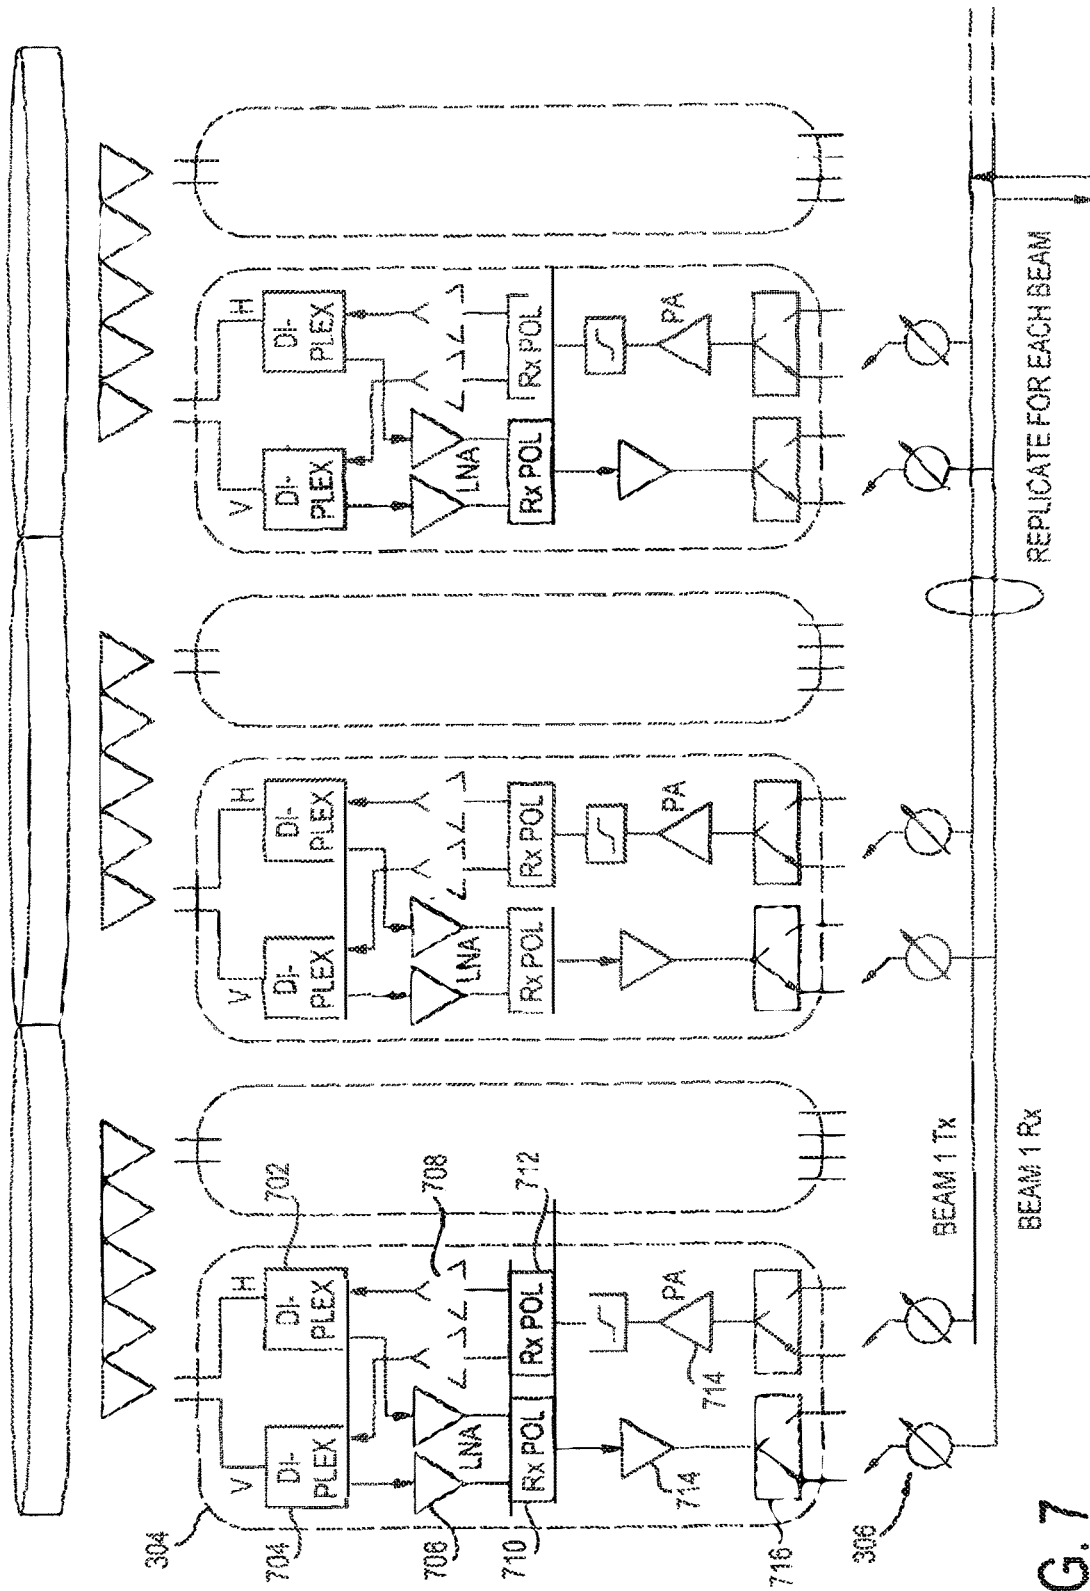 304
704
706
710
716
306
V
DI-
PLEX
H
DI-
PLEX
702
LNA
708
Rx POL
Rx POL
712
714
PA
714
V
DI-
PLEX
H
DI-
PLEX
LNA
Rx POL
Rx POL
PA
V
DI-
PLEX
H
DI-
PLEX
LNA
Rx POL
Rx POL
PA
BEAM 1 Tx
BEAM 1 Rx
REPLICATE FOR EACH BEAM
G. 7